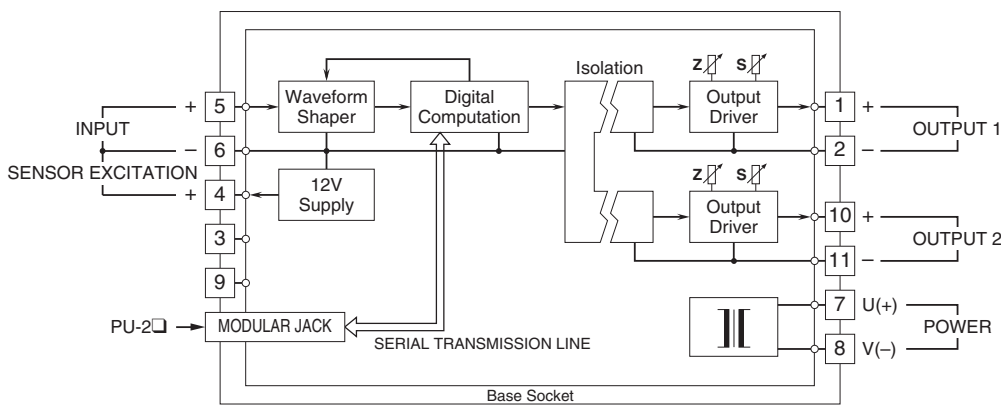 Isolation
Z S
+ 5 Waveform Shaper Digital Computation Output Driver 1 +
INPUT OUTPUT 1
− 6 2 −
SENSOR EXCITATION
+ 4 12V Supply
Z S
3 Output Driver 10 +
OUTPUT 2
9 11 −
7 U(+)
PU-2❏ MODULAR JACK POWER
SERIAL TRANSMISSION LINE
8 V(–)
Base Socket